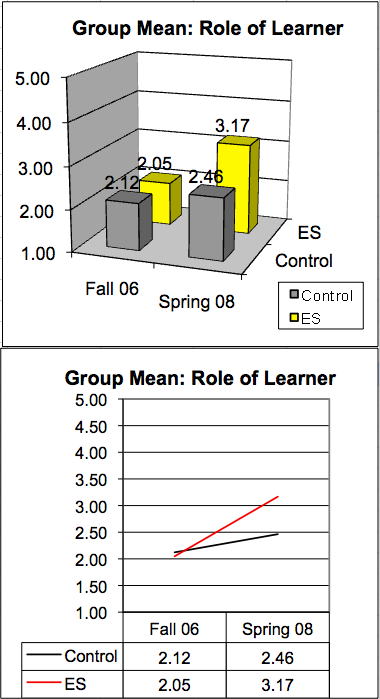 Group Mean: Role of Learner
5.00
4.00
3.00
2.00
1.00
2.12
2.05
2.46
3.17
ES
Control
Fall 06
Spring 08
Control
ES
Group Mean: Role of Learner
5.00
4.50
4.00
3.50
3.00
2.50
2.00
1.50
1.00
Fall 06 Spring 08
Control 2.12 2.46
ES 2.05 3.17